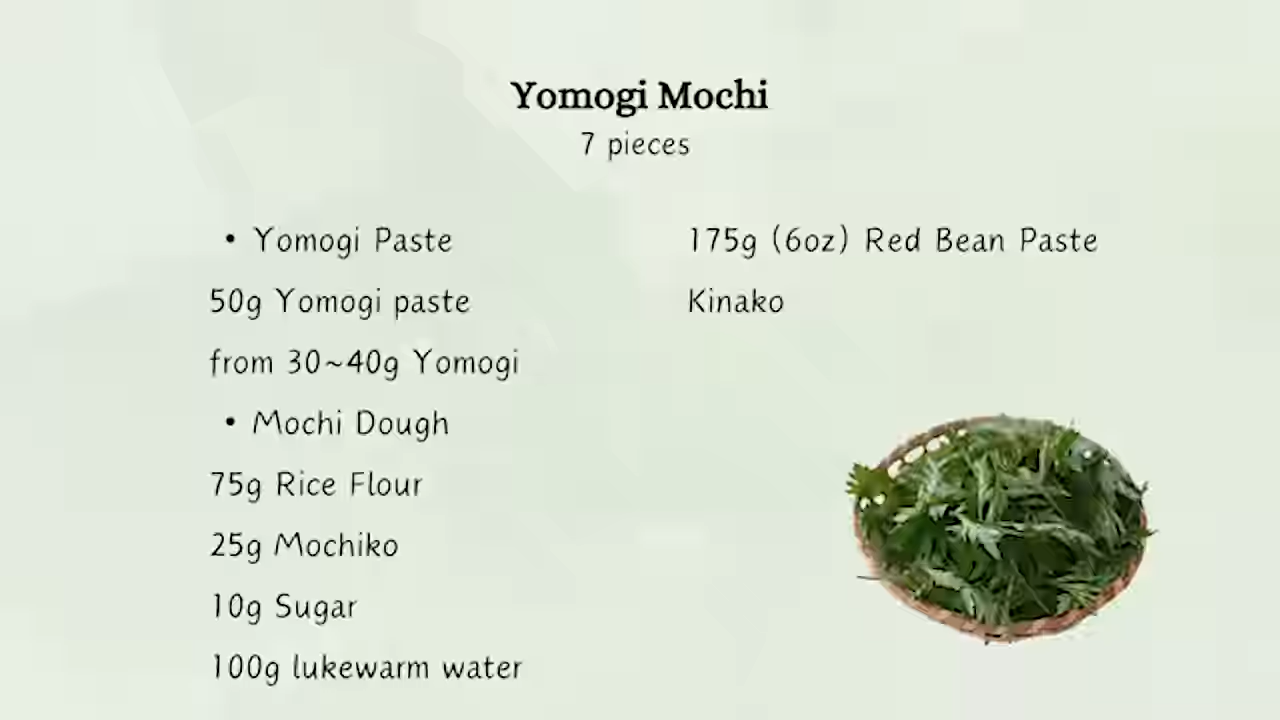 Yomogi Mochi
7 pieces
• Yomogi Paste
50g Yomogi paste
from 30~40g Yomogi
• Mochi Dough
75g Rice Flour
25g Mochiko
10g Sugar
100g lukewarm water
175g (6oz) Red Bean Paste
Kinako